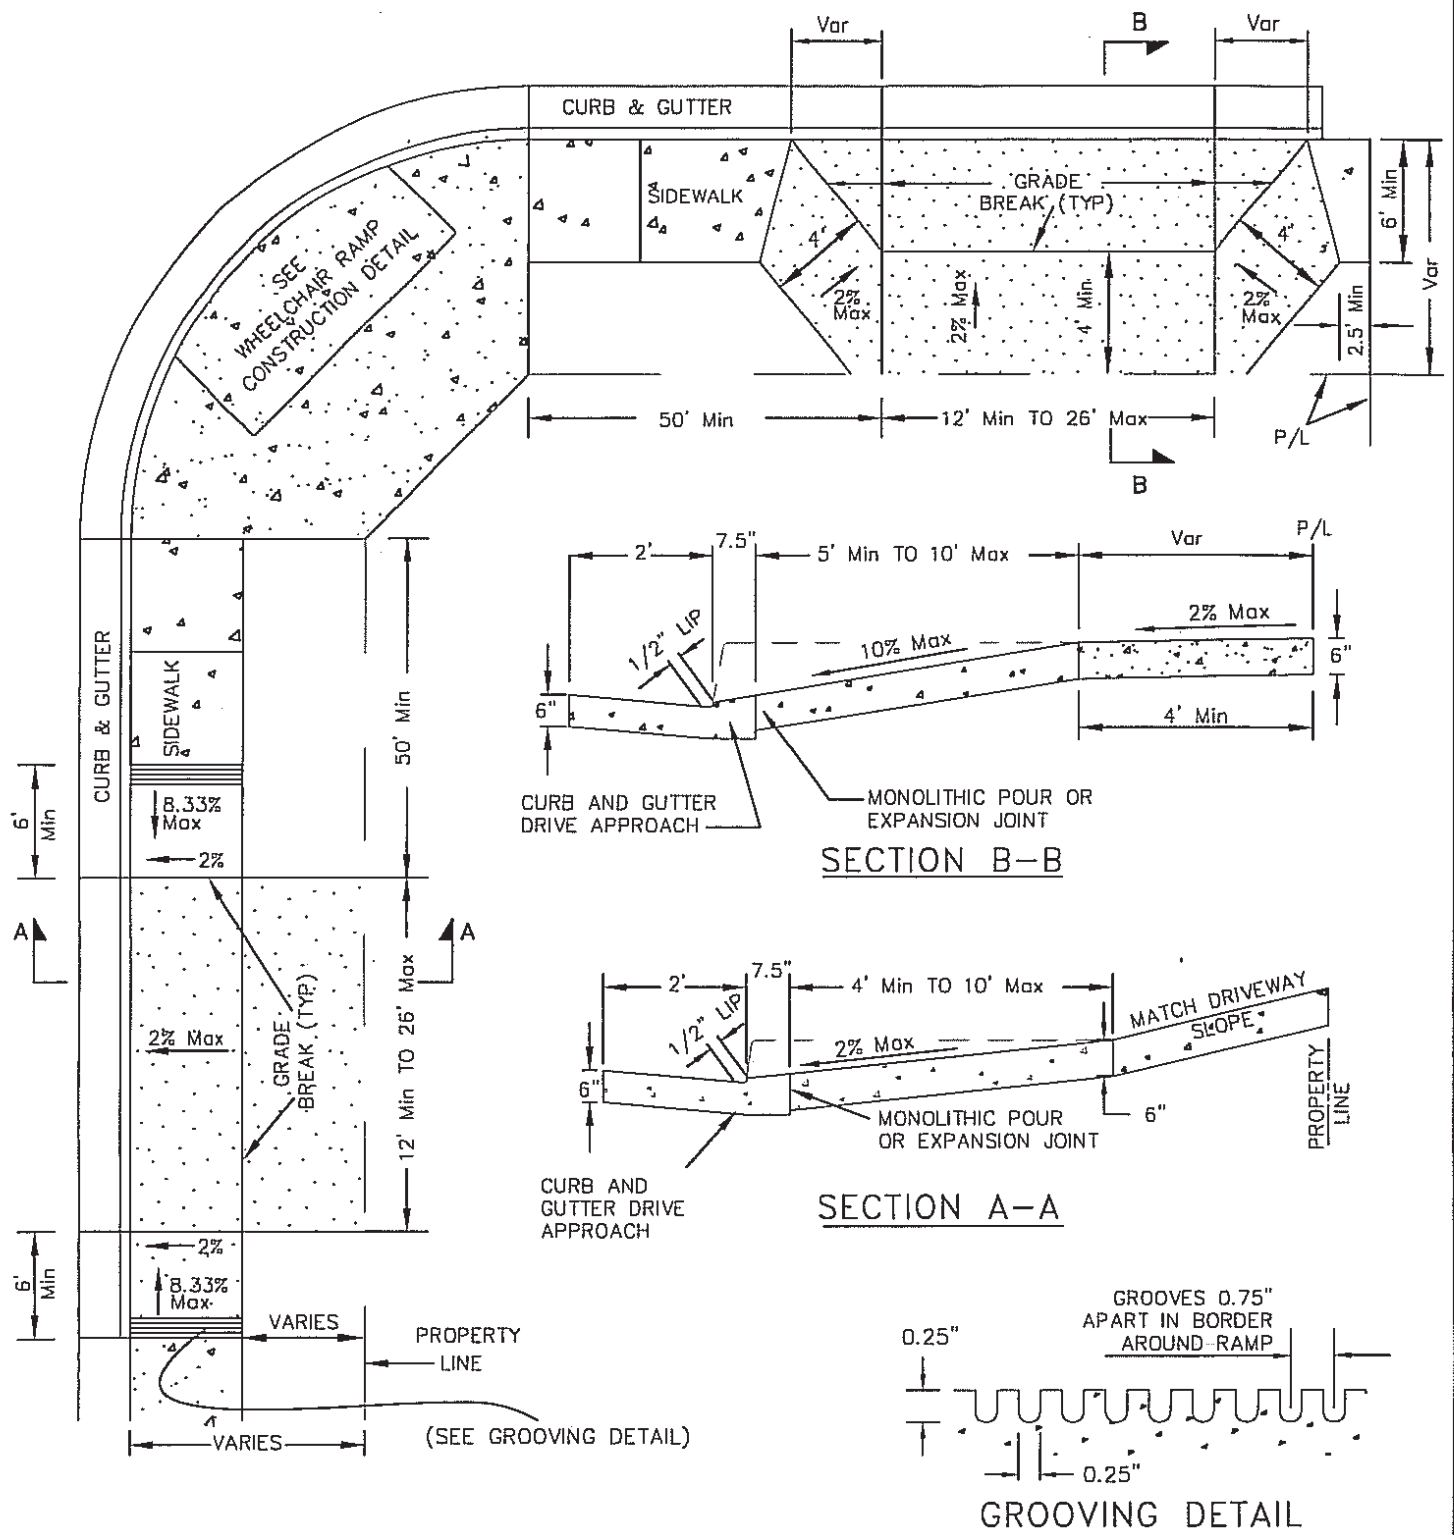 Var
B
Var
CURB & GUTTER
SIDEWALK
GRADE
BREAK (TYP)
6' Min
Var
4'
4'
2%
Max
2% Max
4' Min
2%
Max
2.5' Min
SEE
WHEELCHAIR RAMP
CONSTRUCTION DETAIL
50' Min
12' Min TO 26' Max
P/L
B
2'
7.5"
5' Min TO 10' Max
Var
P/L
1/2" LIP
10% Max
2% Max
6"
6"
4' Min
CURB AND GUTTER
DRIVE APPROACH
MONOLITHIC POUR OR
EXPANSION JOINT
SECTION B-B
CURB & GUTTER
SIDEWALK
50' Min
6'
Min
8.33%
Max
2%
A
A
2% Max
GRADE
BREAK (TYP)
12' Min TO 26' Max
2%
6'
Min
8.33%
Max
VARIES
PROPERTY
LINE
VARIES
(SEE GROOVING DETAIL)
2'
7.5"
4' Min TO 10' Max
MATCH DRIVEWAY
SLOPE
1/2" LIP
2% Max
6"
6"
MONOLITHIC POUR
OR EXPANSION JOINT
PROPERTY
LINE
CURB AND
GUTTER DRIVE
APPROACH
SECTION A-A
GROOVES 0.75"
APART IN BORDER
AROUND RAMP
0.25"
0.25"
GROOVING DETAIL